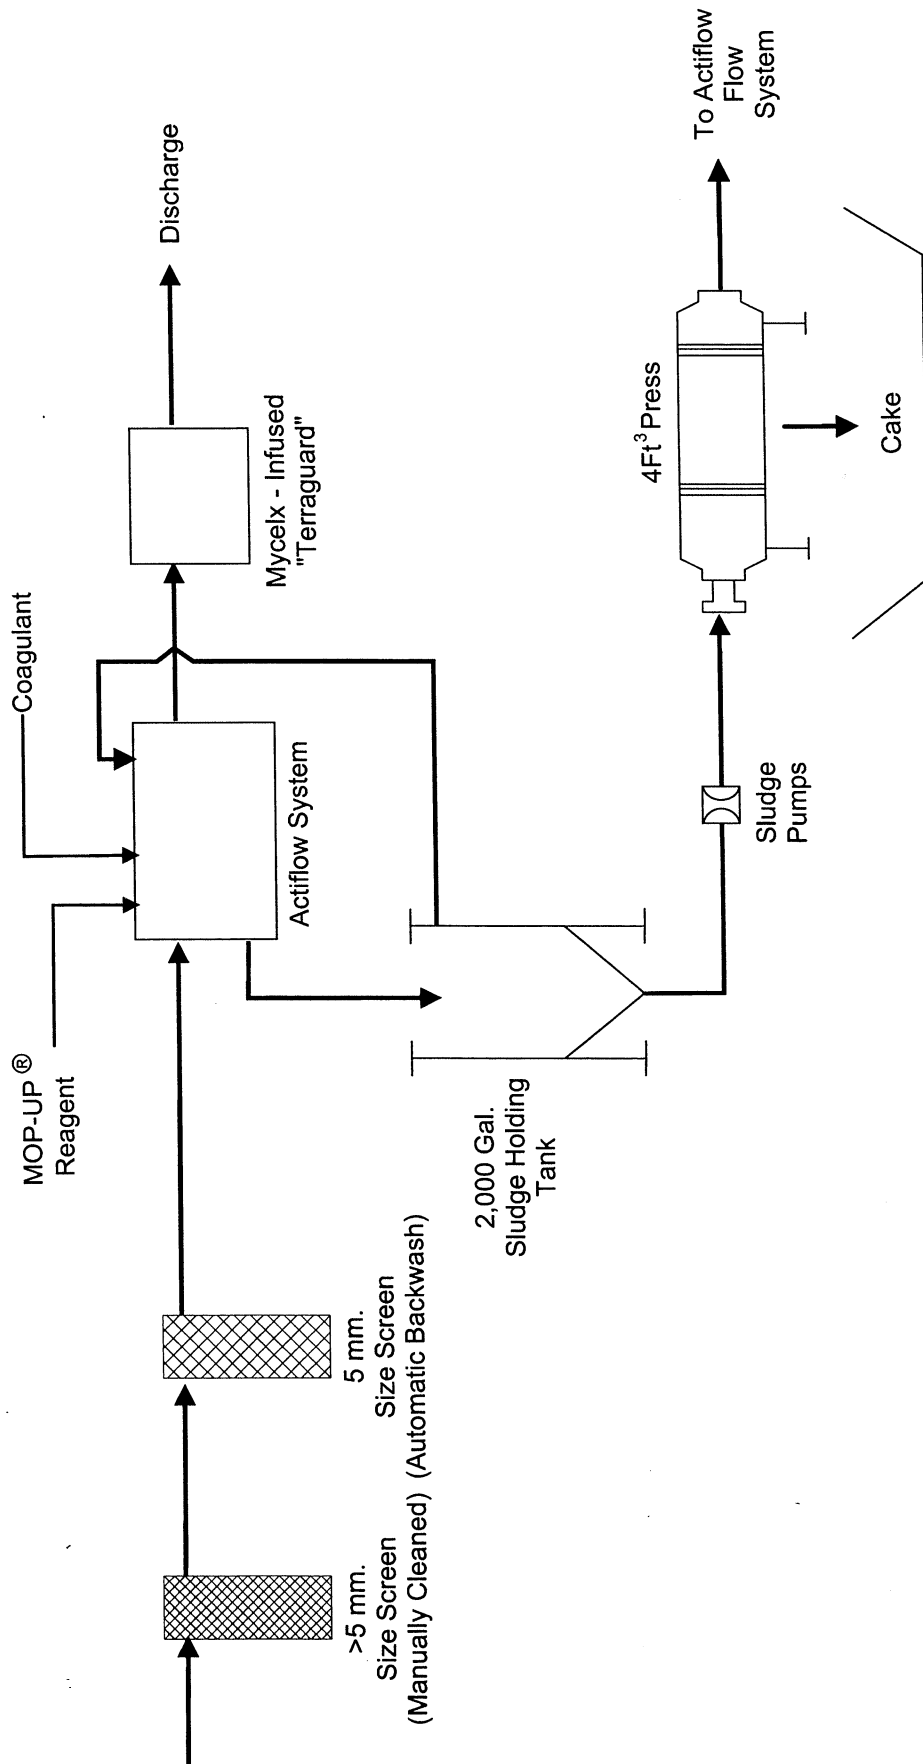 MOP-UP®
Reagent
Coagulant
Discharge
Actiflow System
Mycelx - Infused
"Terraguard"
>5 mm.
Size Screen
(Manually Cleaned)
5 mm.
Size Screen
(Automatic Backwash)
2,000 Gal.
Sludge Holding
Tank
Sludge
Pumps
4Ft³ Press
Cake
To Actiflow
Flow
System